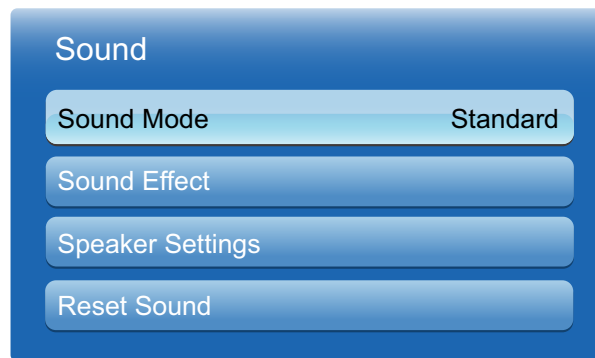 Sound
Sound Mode Standard
Sound Effect
Speaker Settings
Reset Sound